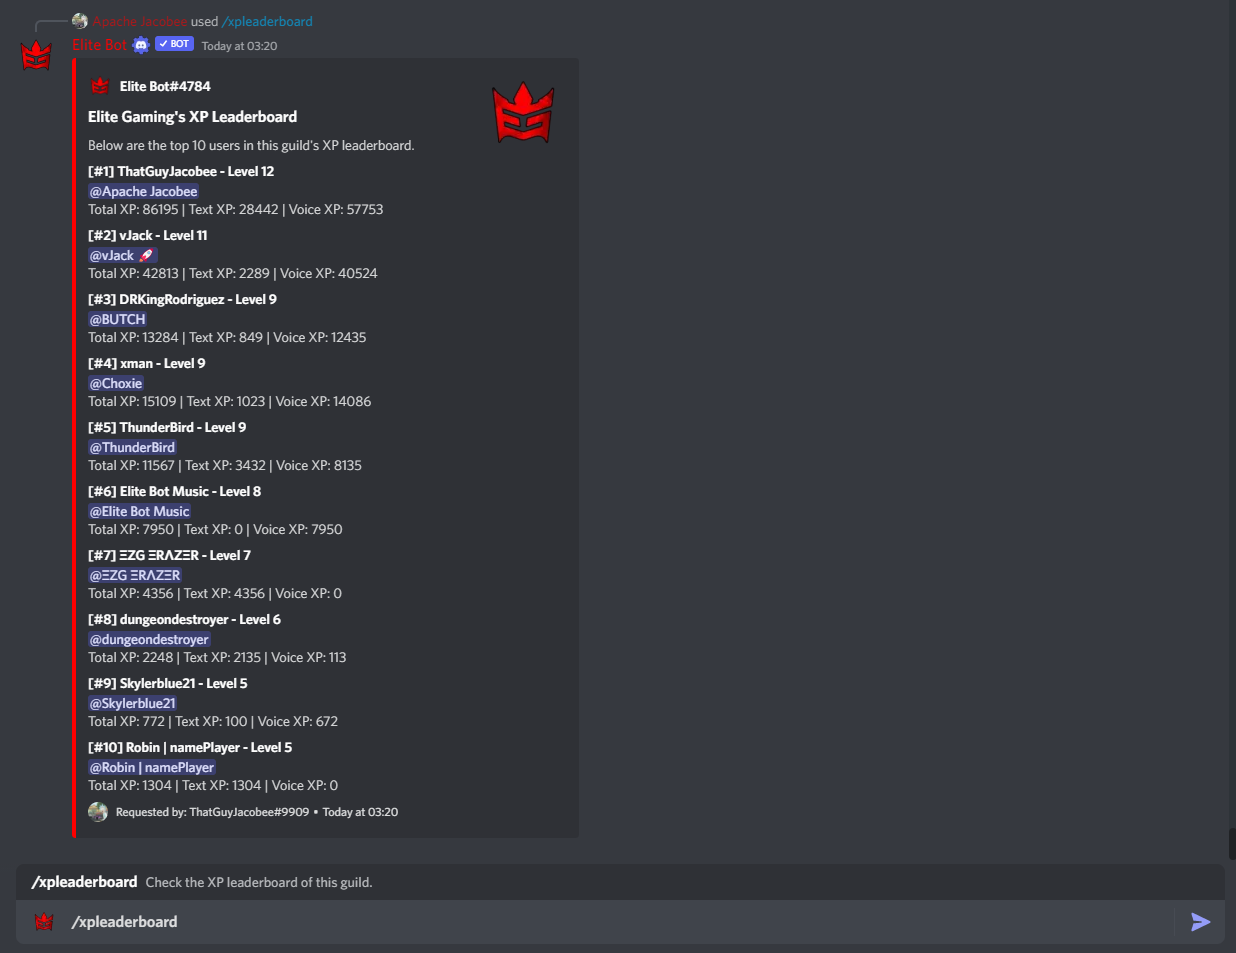 Apache Jacobee used /xpleaderboard
Elite Bot BOT Today at 03:20
Elite Bot#4784
Elite Gaming's XP Leaderboard
Below are the top 10 users in this guild's XP leaderboard.
[#1] ThatGuyJacobee - Level 12
@Apache Jacobee
Total XP: 86195 | Text XP: 28442 | Voice XP: 57753
[#2] vJack - Level 11
@vJack 🚀
Total XP: 42813 | Text XP: 2289 | Voice XP: 40524
[#3] DRKingRodriguez - Level 9
@BUTCH
Total XP: 13284 | Text XP: 849 | Voice XP: 12435
[#4] xman - Level 9
@Choxie
Total XP: 15109 | Text XP: 1023 | Voice XP: 14086
[#5] ThunderBird - Level 9
@ThunderBird
Total XP: 11567 | Text XP: 3432 | Voice XP: 8135
[#6] Elite Bot Music - Level 8
@Elite Bot Music
Total XP: 7950 | Text XP: 0 | Voice XP: 7950
[#7] ΞZG ΞRΛZΞR - Level 7
@ΞZG ΞRΛZΞR
Total XP: 4356 | Text XP: 4356 | Voice XP: 0
[#8] dungeondestroyer - Level 6
@dungeondestroyer
Total XP: 2248 | Text XP: 2135 | Voice XP: 113
[#9] Skylerblue21 - Level 5
@Skylerblue21
Total XP: 772 | Text XP: 100 | Voice XP: 672
[#10] Robin | namePlayer - Level 5
@Robin | namePlayer
Total XP: 1304 | Text XP: 1304 | Voice XP: 0
Requested by: ThatGuyJacobee#9909 • Today at 03:20
/xpleaderboard Check the XP leaderboard of this guild.
/xpleaderboard